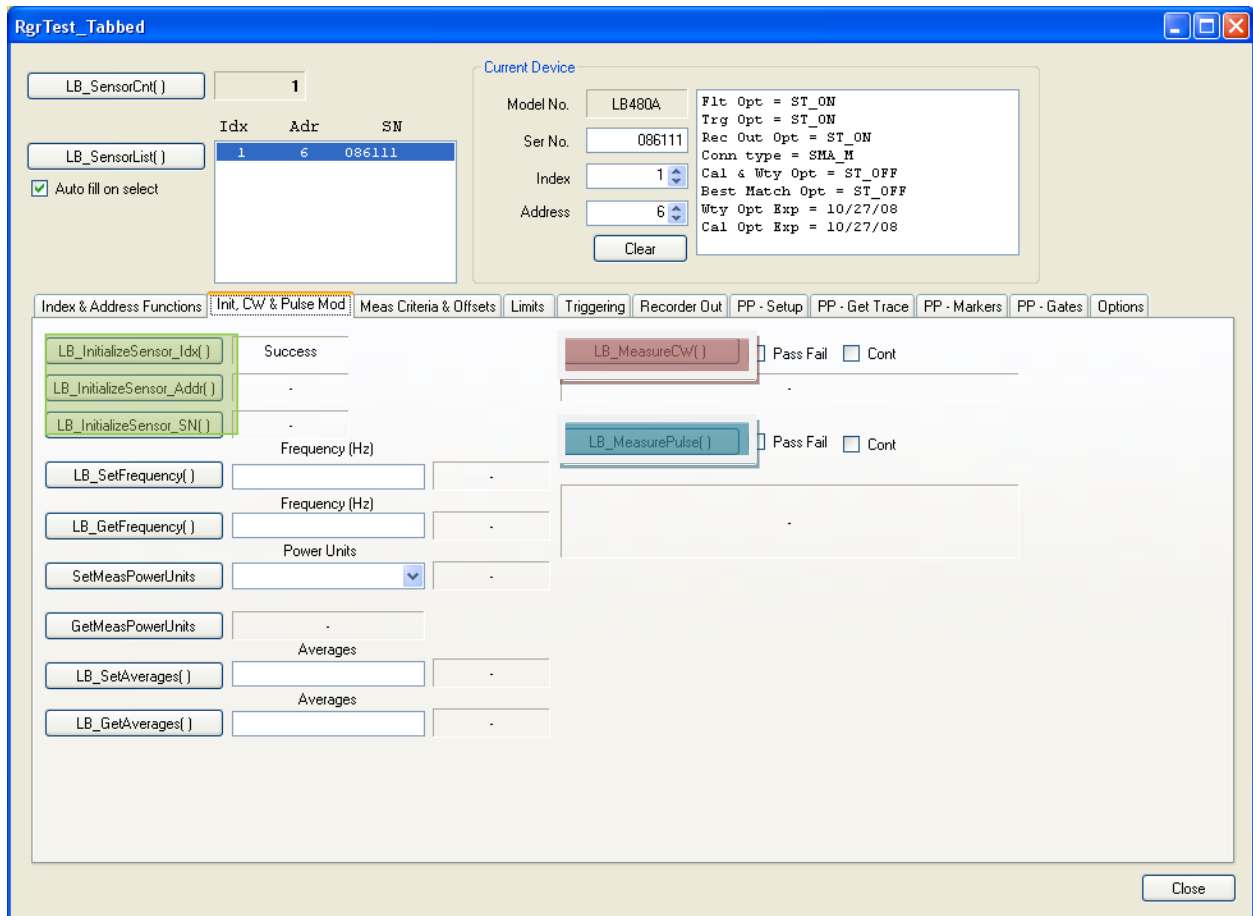 RgrTest_Tabbed
LB_SensorCnt( )
1
Idx Adr SN
LB_SensorList( )
1 6 086111
Auto fill on select
Current Device
Model No. LB480A
Ser No. 086111
Index 1
Address 6
Clear
Flt Opt = ST_ON
Trg Opt = ST_ON
Rec Out Opt = ST_ON
Conn type = SMA_M
Cal & Wty Opt = ST_OFF
Best Match Opt = ST_OFF
Wty Opt Exp = 10/27/08
Cal Opt Exp = 10/27/08
Index & Address Functions Init, CW & Pulse Mod Meas Criteria & Offsets Limits Triggering Recorder Out PP - Setup PP - Get Trace PP - Markers PP - Gates Options
LB_InitializeSensor_Idx( ) Success
LB_InitializeSensor_Addr( ) -
LB_InitializeSensor_SN( ) -
Frequency (Hz)
LB_SetFrequency( ) -
Frequency (Hz)
LB_GetFrequency( ) -
Power Units
SetMeasPowerUnits -
GetMeasPowerUnits -
Averages
LB_SetAverages( ) -
Averages
LB_GetAverages( ) -
LB_MeasureCW( ) Pass Fail Cont
-
LB_MeasurePulse( ) Pass Fail Cont
-
Close